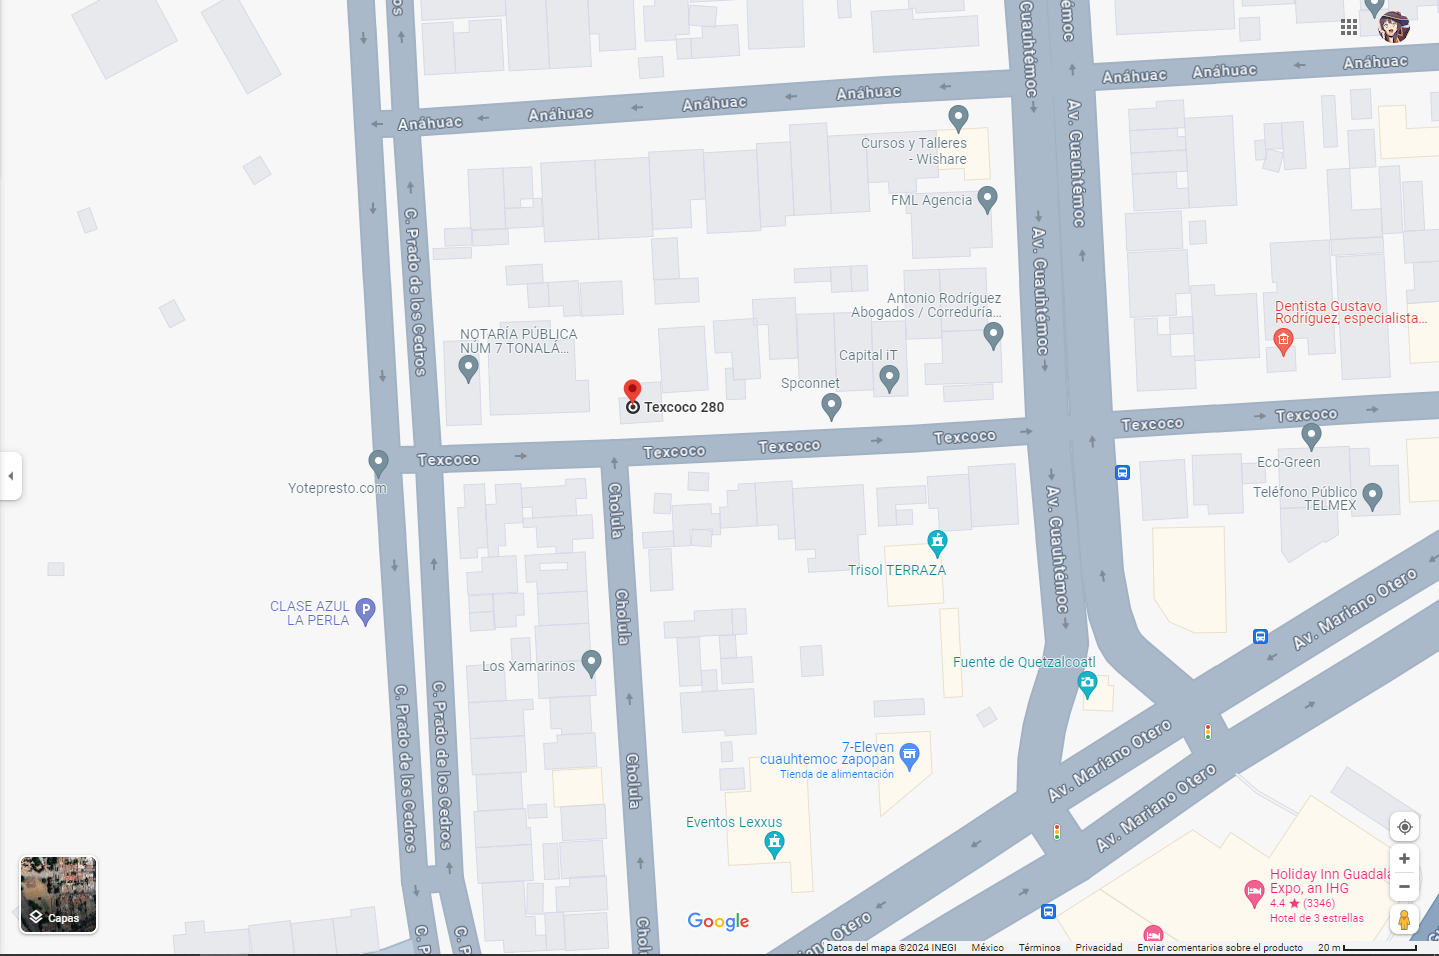 Cuauhtémoc
Anáhuac
Anáhuac
Anáhuac
Anáhuac
Anáhuac
Anáhuac
Anáhuac
Cursos y Talleres
- Wishare
Av. Cuauhtémoc
FML Agencia
C. Prado de los Cedros
Av. Cuauhtémoc
Antonio Rodríguez
Abogados / Correduría...
Dentista Gustavo
Rodríguez, especialista...
NOTARÍA PÚBLICA
NÚM 7 TONALÁ...
Capital iT
Spconnet
Texcoco 280
Texcoco
Texcoco
Texcoco
Texcoco
Texcoco
Texcoco
Yotepresto.com
Eco-Green
Teléfono Público
TELMEX
Cholula
Av. Cuauhtémoc
Trisol TERRAZA
Cholula
CLASE AZUL
LA PERLA
Av. Mariano Otero
Los Xamarinos
Fuente de Quetzalcoatl
C. Prado de los Cedros
C. Prado de los Cedros
7-Eleven
cuauhtemoc zapopan
Tienda de alimentación
Av. Mariano Otero
Av. Mariano Otero
Cholula
Eventos Lexxus
Holiday Inn Guadala
Expo, an IHG
4.4 ★ (3346)
Hotel de 3 estrellas
Capas
Google
C. P
C. P
Mariano Otero
Datos del mapa ©2024 INEGI México Términos Privacidad Enviar comentarios sobre el producto 20 m